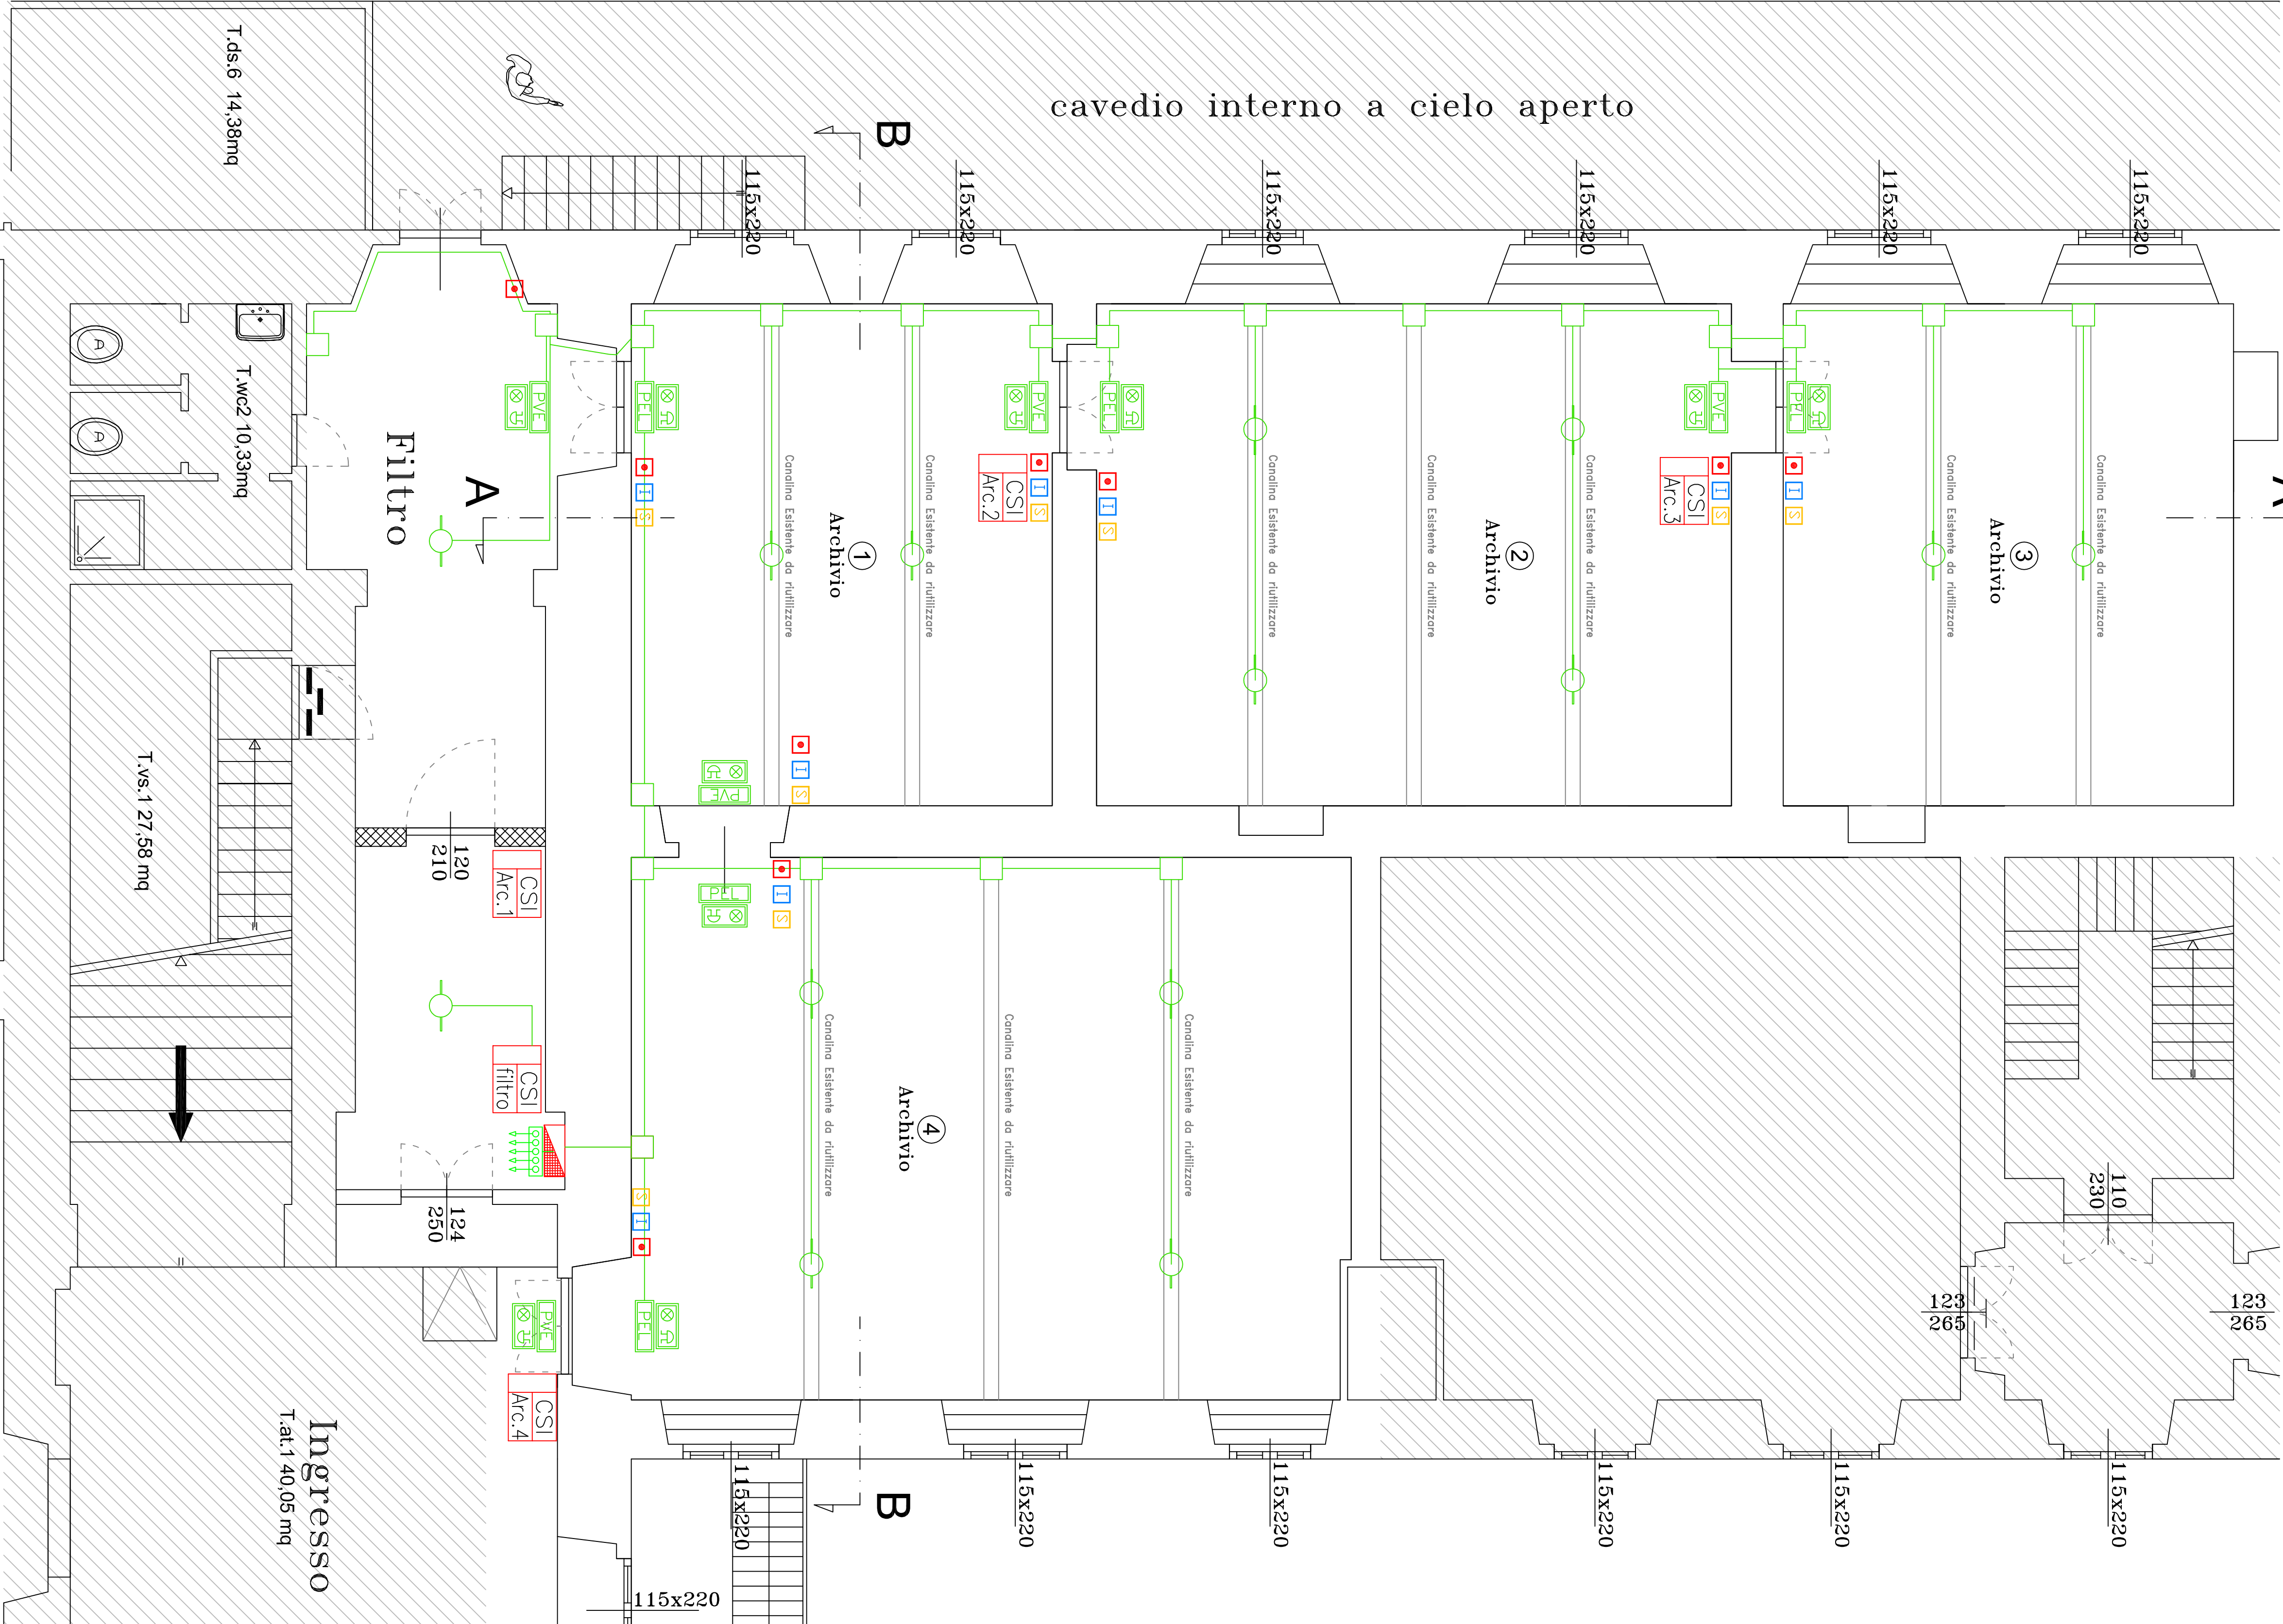 cavedio interno a cielo aperto
T.ds.6 14,38mq
B
115x220
115x220
115x220
115x220
115x220
115x220
T.wc2 10,33mq
A
A
Filtro
A
PVE
PEL
PVE
PEL
PVE
PEL
I
S
CSI
Arc.2
I
S
I
S
CSI
Arc.3
I
S
I
S
A
Canalina Esistente da riutilizzare
Canalina Esistente da riutilizzare
Canalina Esistente da riutilizzare
Canalina Esistente da riutilizzare
Canalina Esistente da riutilizzare
Canalina Esistente da riutilizzare
Canalina Esistente da riutilizzare
1
Archivio
2
Archivio
3
Archivio
T.vs.1 27,58 mq
120
210
CSI
Arc.1
PVE
I
S
PEL
I
S
CSI
filtro
Canalina Esistente da riutilizzare
Canalina Esistente da riutilizzare
Canalina Esistente da riutilizzare
4
Archivio
S
I
124
250
PVE
PEL
CSI
Arc.4
110
230
123
265
123
265
Ingresso
T.at.1 40,05 mq
B
115x220
115x220
115x220
115x220
115x220
115x220
115x220